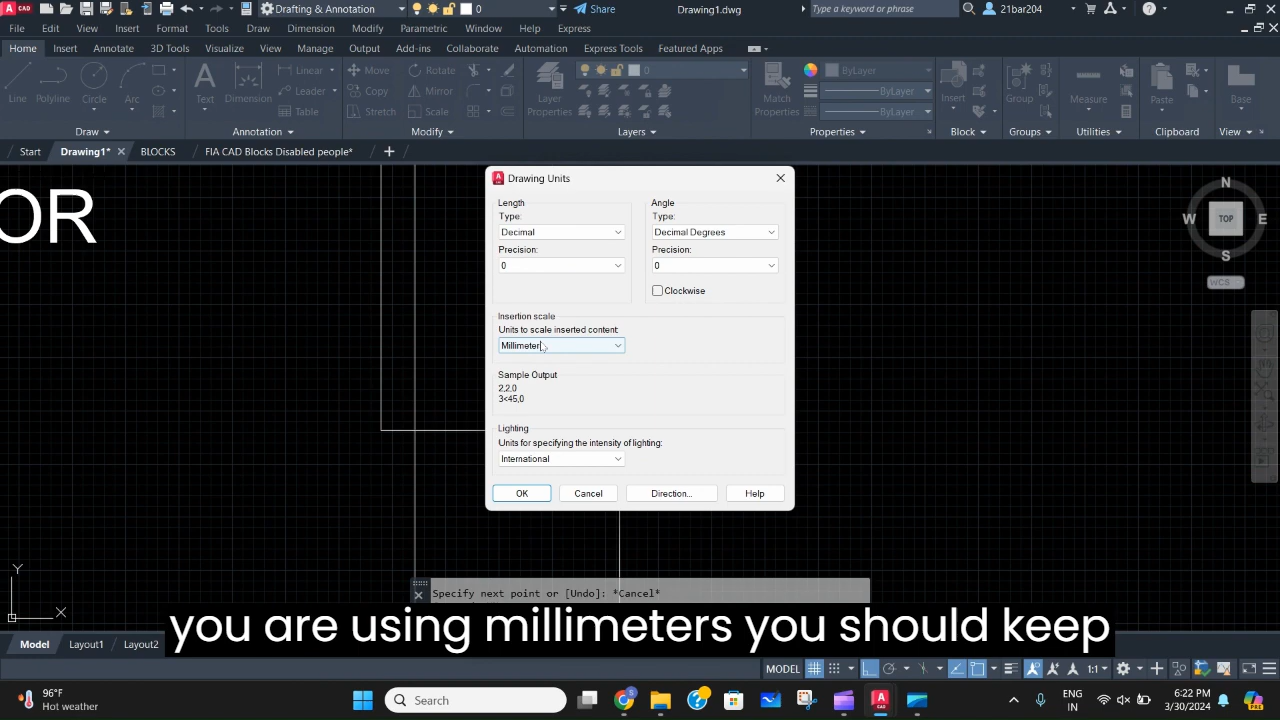 Drafting & Annotation
0
Share
Drawing1.dwg
Type a keyword or phrase
21bar204
File Edit View Insert Format Tools Draw Dimension Modify Parametric Window Help Express
Home Insert Annotate 3D Tools Visualize View Manage Output Add-ins Collaborate Automation Express Tools Featured Apps
Line Polyline Circle Arc
Text Dimension
Linear
Leader
Table
Move Rotate
Copy Mirror
Stretch Scale
Layer
Properties
0
Match
Properties
ByLayer
ByLayer
ByLayer
Insert
Group
Measure
Paste
Base
Draw Annotation Modify Layers Properties Block Groups Utilities Clipboard View
Start Drawing1* BLOCKS FIA CAD Blocks Disabled people*
OR
N
W TOP E
S
WCS
Drawing Units
Length
Type:
Decimal
Precision:
0
Angle
Type:
Decimal Degrees
Precision:
0
Clockwise
Insertion scale
Units to scale inserted content:
Millimeters
Sample Output
2,2,0
3<45,0
Lighting
Units for specifying the intensity of lighting:
International
OK Cancel Direction... Help
Specify next point or [Undo]: *Cancel*
Y
X
you are using millimeters you should keep
Model Layout1 Layout2
MODEL 1:1
96°F
Hot weather
Search
ENG
IN
6:22 PM
3/30/2024